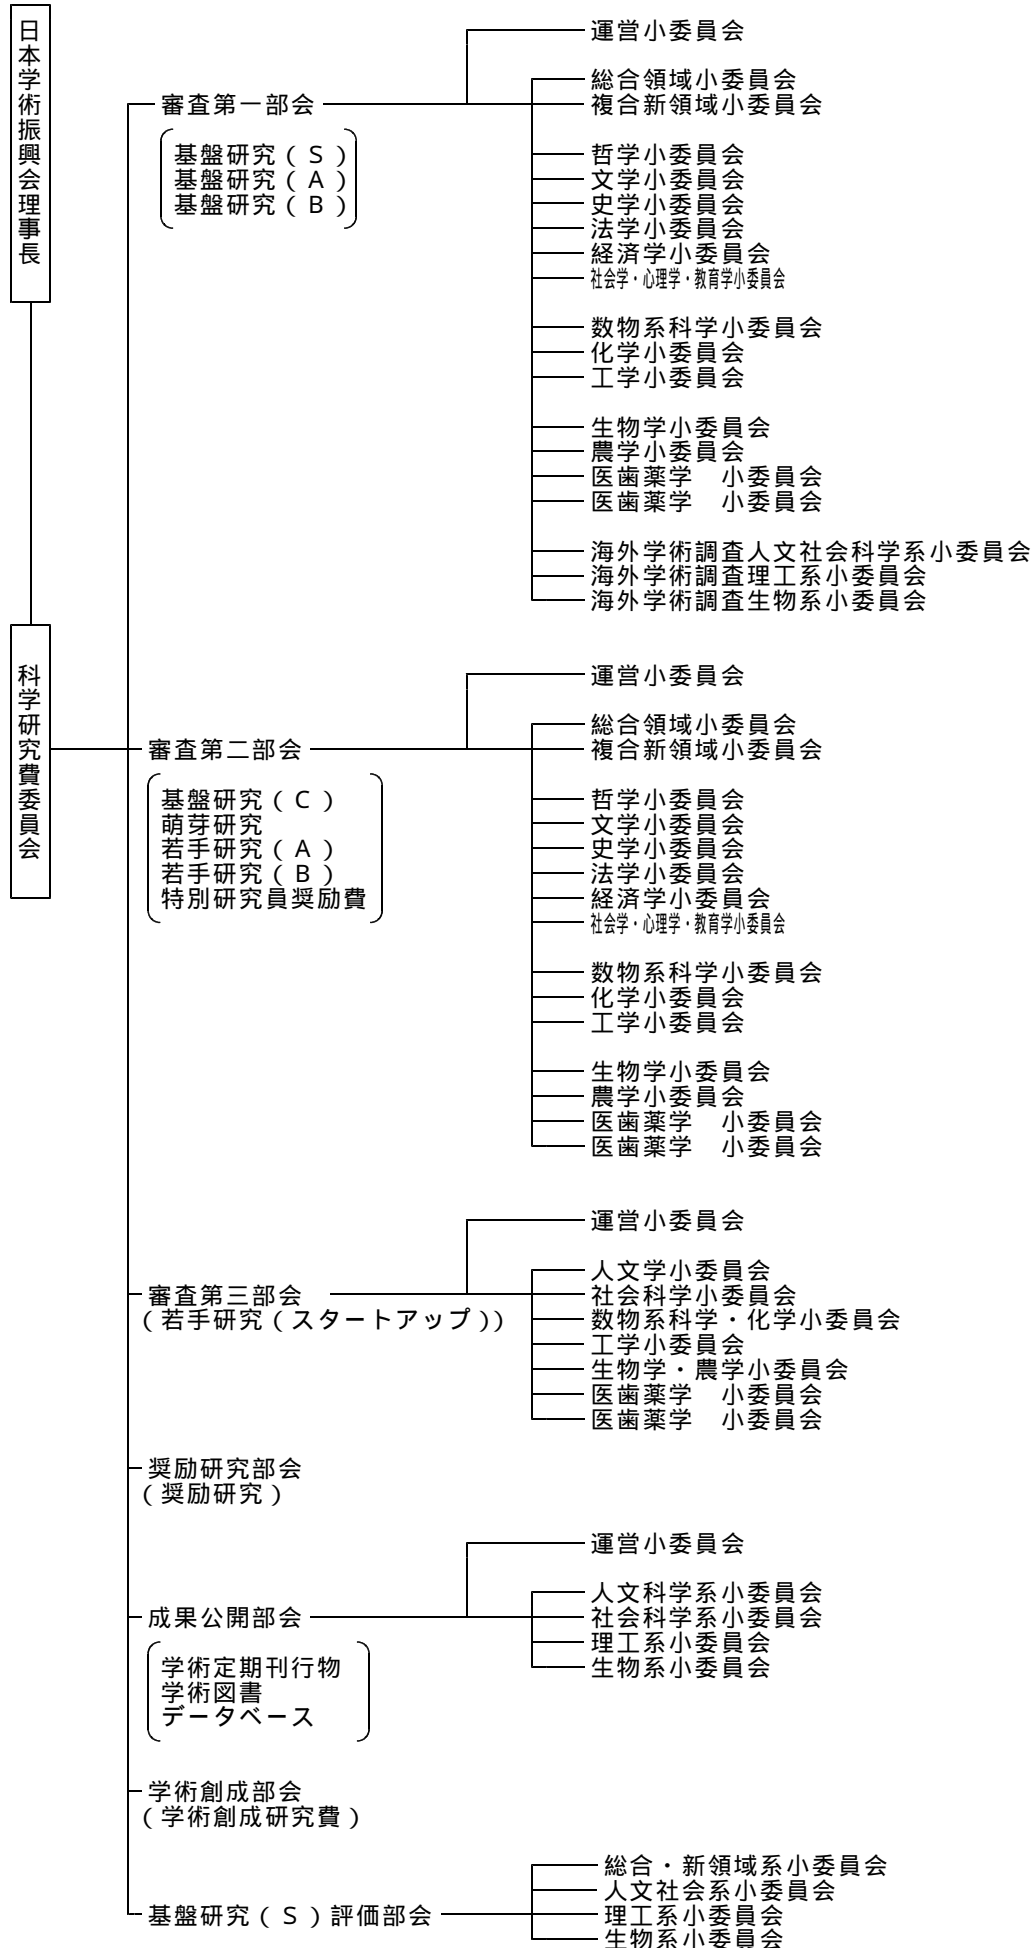 日本学術振興会理事長
科学研究費委員会
審査第一部会
基盤研究(S)
基盤研究(A)
基盤研究(B)
運営小委員会
総合領域小委員会
複合新領域小委員会
哲学小委員会
文学小委員会
史学小委員会
法学小委員会
経済学小委員会
社会学・心理学・教育学小委員会
数物系科学小委員会
化学小委員会
工学小委員会
生物学小委員会
農学小委員会
医歯薬学　小委員会
医歯薬学　小委員会
海外学術調査人文社会科学系小委員会
海外学術調査理工系小委員会
海外学術調査生物系小委員会
審査第二部会
基盤研究(C)
萌芽研究
若手研究(A)
若手研究(B)
特別研究員奨励費
運営小委員会
総合領域小委員会
複合新領域小委員会
哲学小委員会
文学小委員会
史学小委員会
法学小委員会
経済学小委員会
社会学・心理学・教育学小委員会
数物系科学小委員会
化学小委員会
工学小委員会
生物学小委員会
農学小委員会
医歯薬学　小委員会
医歯薬学　小委員会
審査第三部会
(若手研究(スタートアップ))
運営小委員会
人文学小委員会
社会科学小委員会
数物系科学・化学小委員会
工学小委員会
生物学・農学小委員会
医歯薬学　小委員会
医歯薬学　小委員会
奨励研究部会
(奨励研究)
成果公開部会
学術定期刊行物
学術図書
データベース
運営小委員会
人文科学系小委員会
社会科学系小委員会
理工系小委員会
生物系小委員会
学術創成部会
(学術創成研究費)
基盤研究(S)評価部会
総合・新領域系小委員会
人文社会系小委員会
理工系小委員会
生物系小委員会